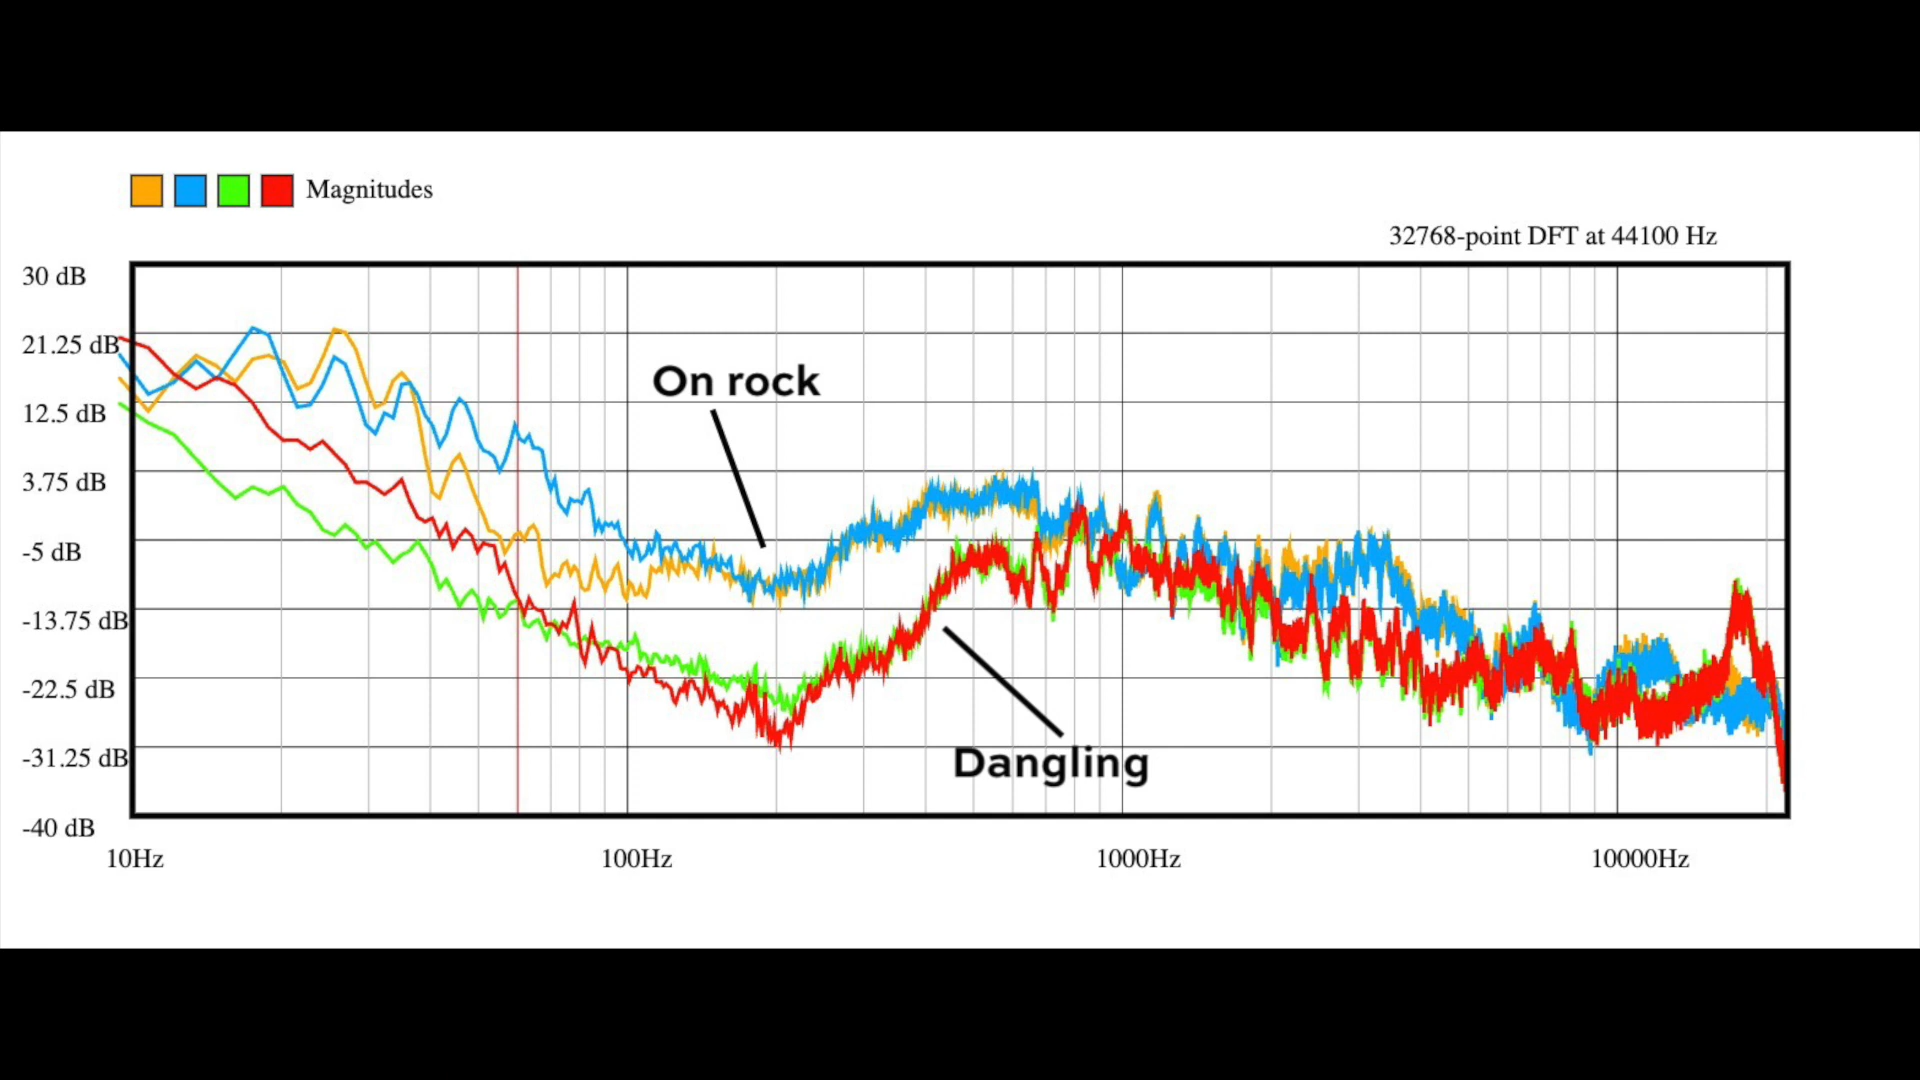 Magnitudes
32768-point DFT at 44100 Hz
30 dB
21.25 dB
On rock
12.5 dB
3.75 dB
-5 dB
-13.75 dB
-22.5 dB
-31.25 dB
Dangling
-40 dB
10Hz 100Hz 1000Hz 10000Hz